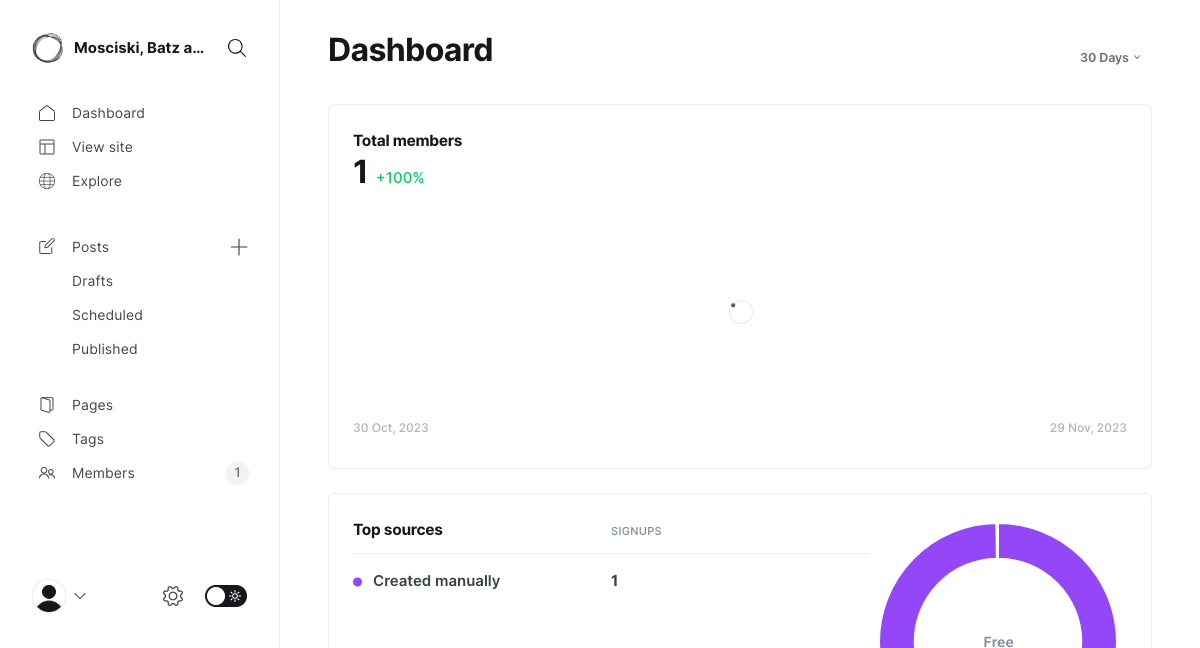 Mosciski, Batz a...
Dashboard
View site
Explore
Posts
Drafts
Scheduled
Published
Pages
Tags
Members 1
Dashboard
30 Days
Total members
1 +100%
30 Oct, 2023 29 Nov, 2023
Top sources SIGNUPS
Created manually 1
Free